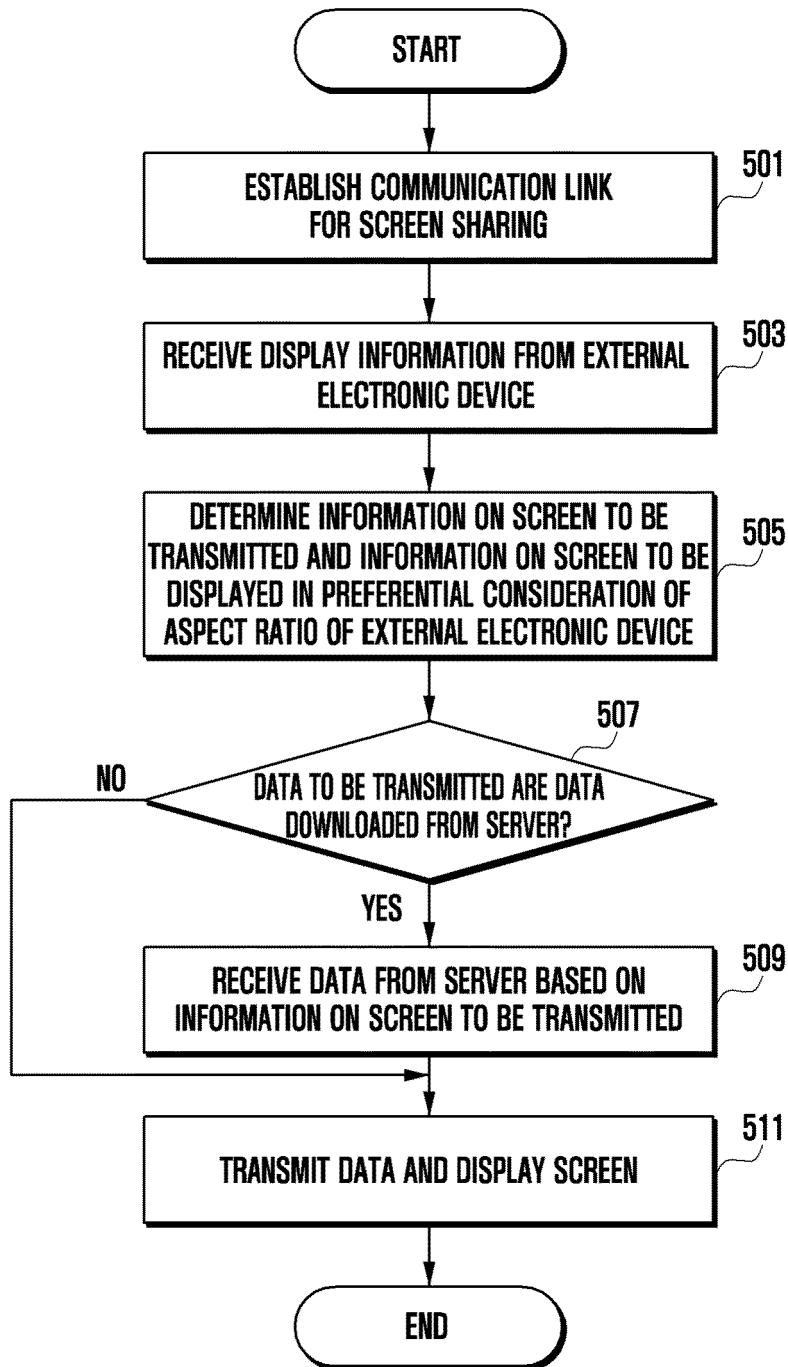 START
501
ESTABLISH COMMUNICATION LINK
FOR SCREEN SHARING
503
RECEIVE DISPLAY INFORMATION FROM EXTERNAL
ELECTRONIC DEVICE
505
DETERMINE INFORMATION ON SCREEN TO BE
TRANSMITTED AND INFORMATION ON SCREEN TO BE
DISPLAYED IN PREFERENTIAL CONSIDERATION OF
ASPECT RATIO OF EXTERNAL ELECTRONIC DEVICE
507
NO
DATA TO BE TRANSMITTED ARE DATA
DOWNLOADED FROM SERVER?
YES
509
RECEIVE DATA FROM SERVER BASED ON
INFORMATION ON SCREEN TO BE TRANSMITTED
511
TRANSMIT DATA AND DISPLAY SCREEN
END